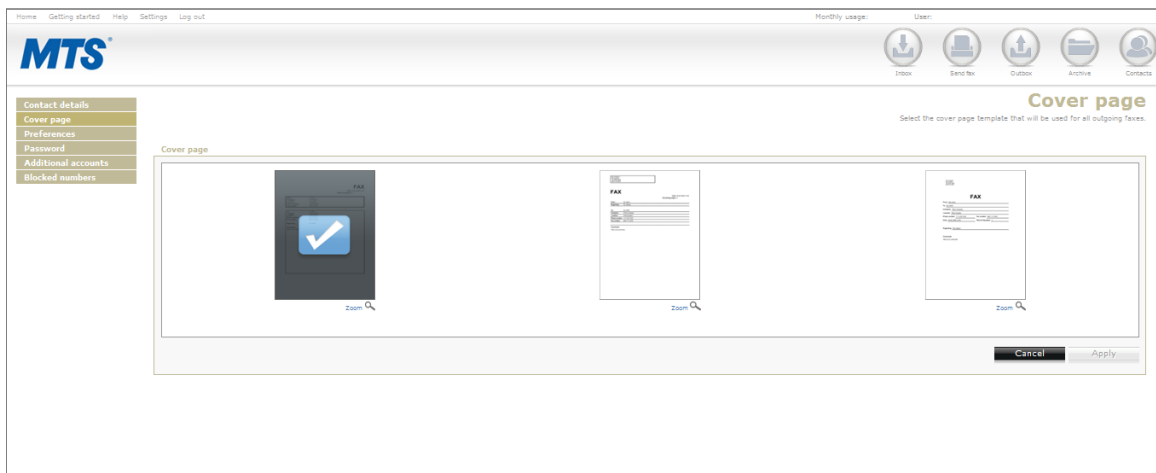 Home Getting started Help Settings Log out Monthly usage: User:
MTS®
Inbox Send fax Outbox Archive Contacts
Contact details
Cover page
Preferences
Password
Additional accounts
Blocked numbers
Cover page
Select the cover page template that will be used for all outgoing faxes.
Cover page
FAX
FAX
FAX
Zoom Zoom Zoom
Cancel Apply